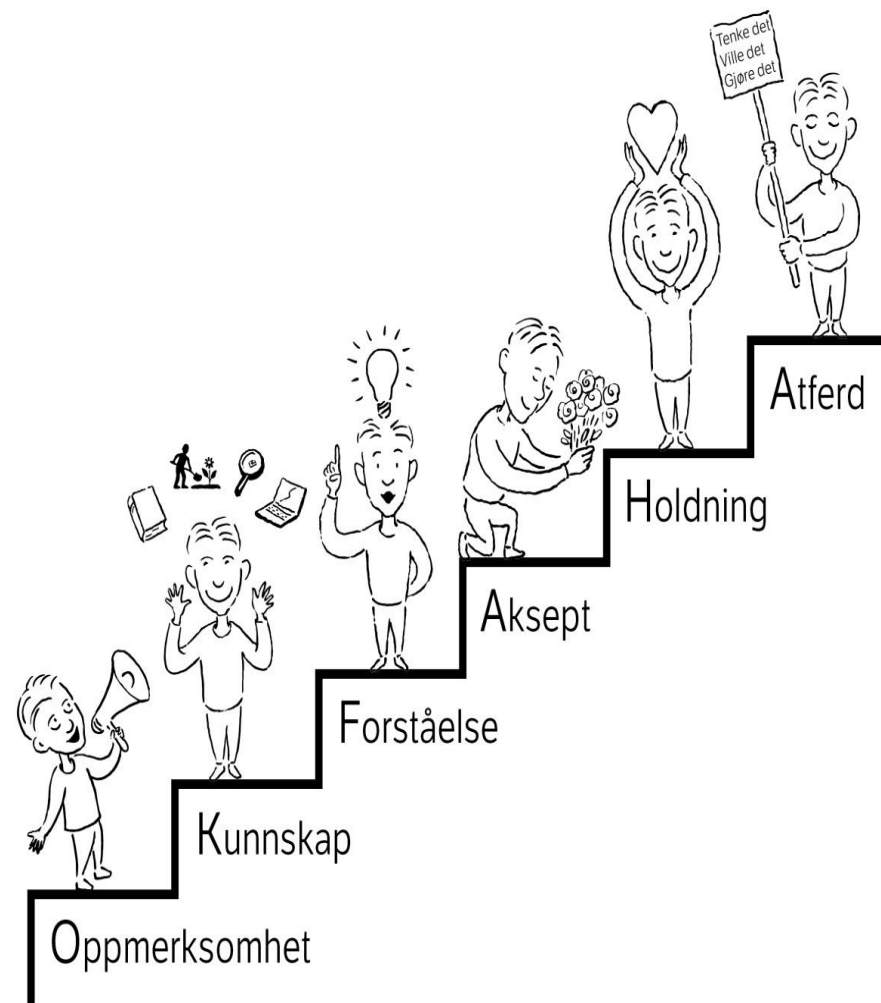 Tenke det
Ville det
Gjøre det
Atferd
Holdning
Aksept
Forståelse
Kunnskap
Oppmerksomhet